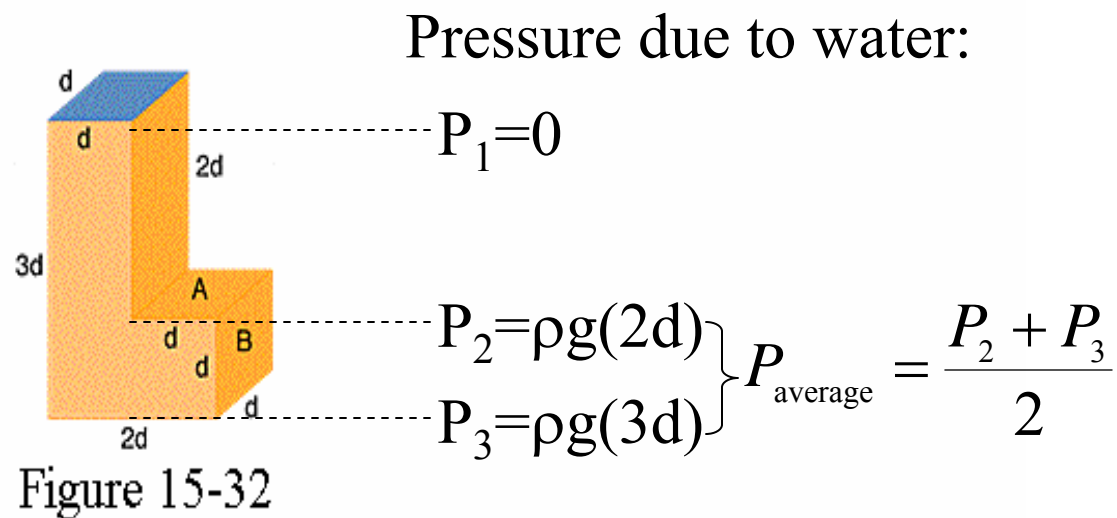 Pressure due to water:
d
d
P₁=0
2d
3d
A
d
B
P₂=ρg(2d)
d
P_average = (P₂ + P₃)/2
d
P₃=ρg(3d)
2d
Figure 15-32